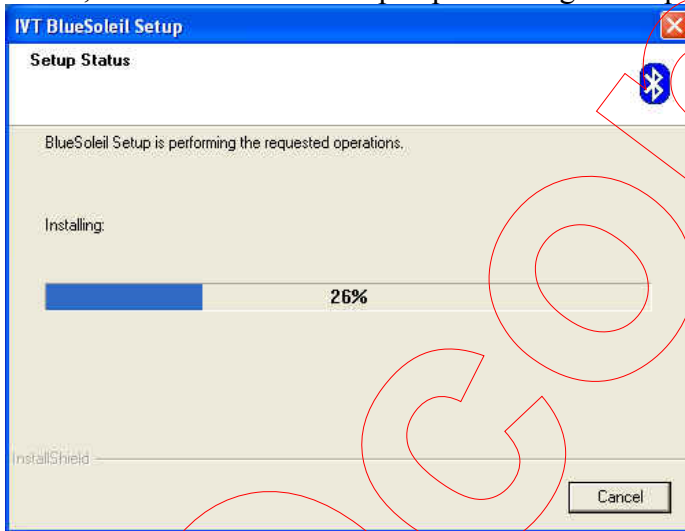 IVT BlueSoleil Setup
Setup Status
BlueSoleil Setup is performing the requested operations.
Installing:
26%
InstallShield
Cancel